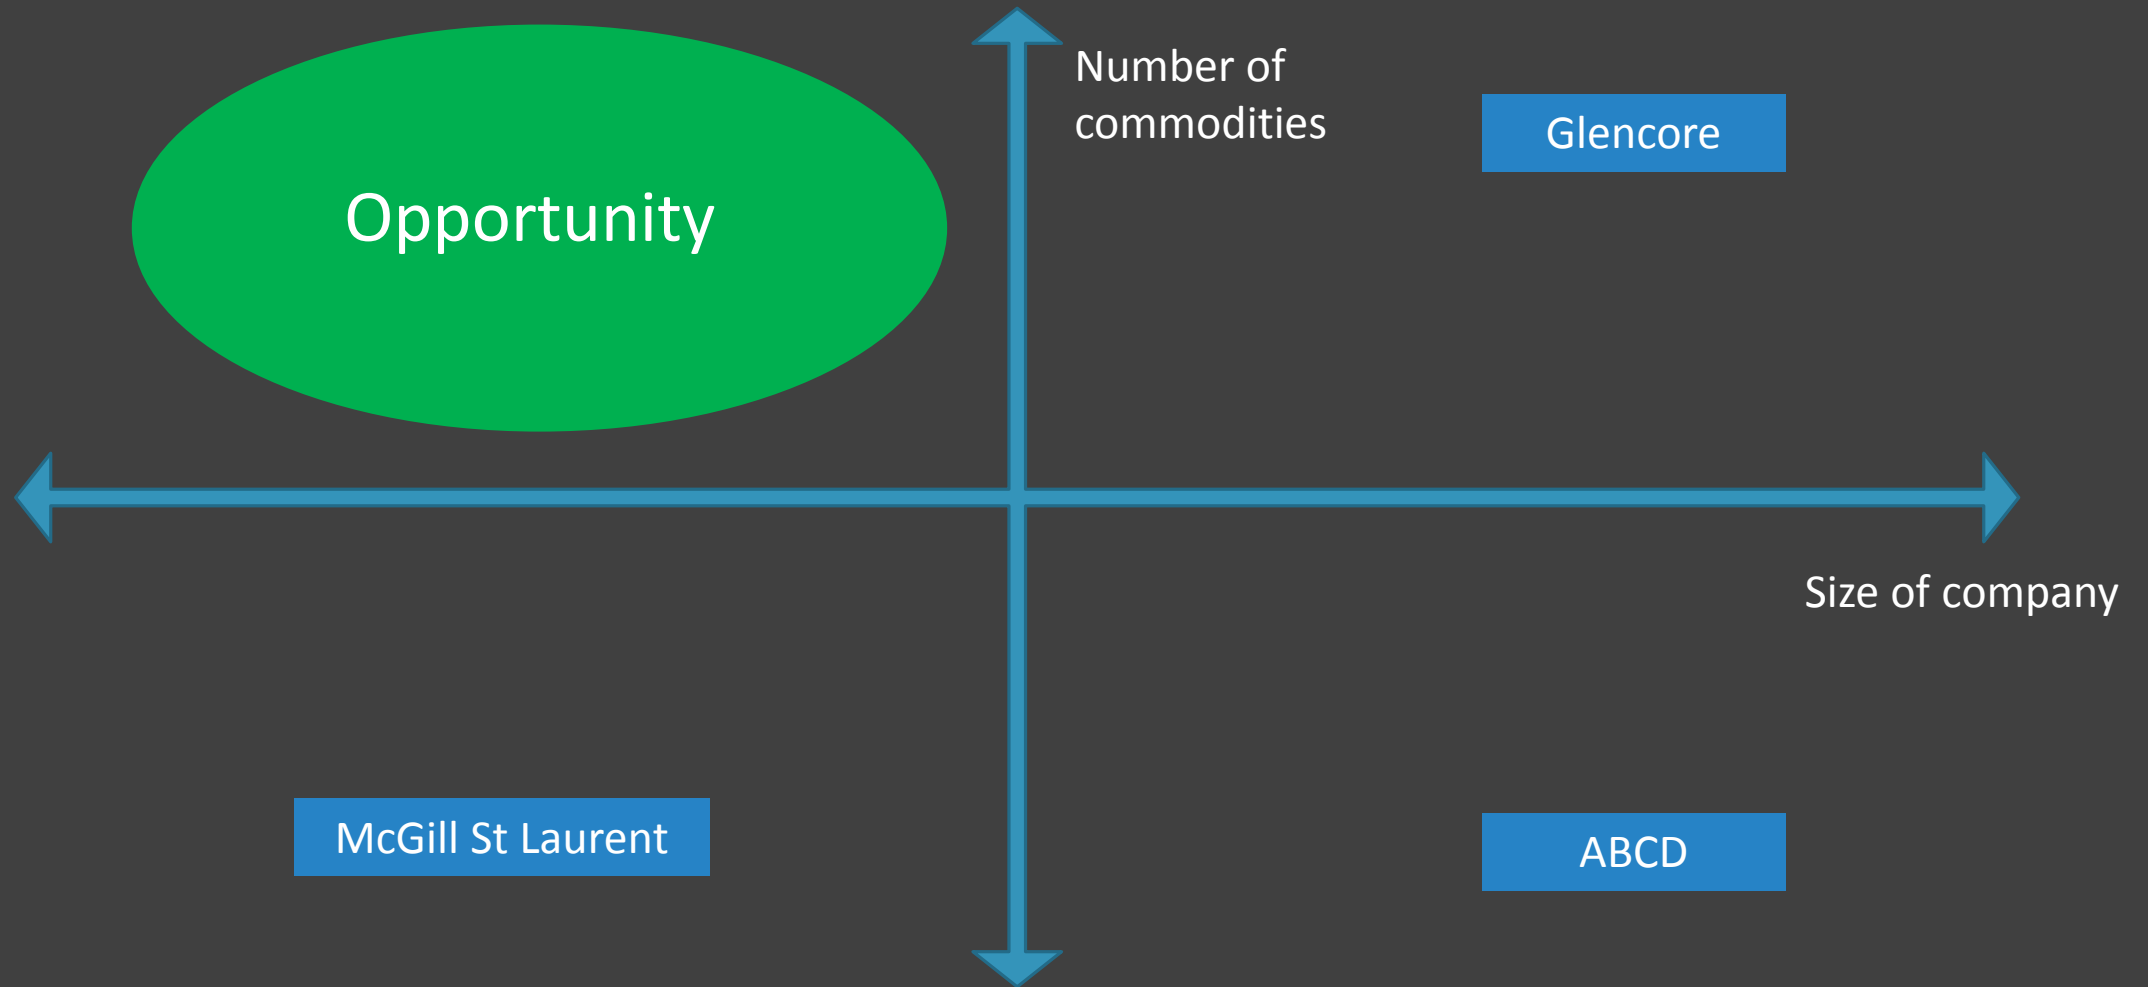 Number of
commodities
Glencore
Opportunity
Size of company
McGill St Laurent
ABCD